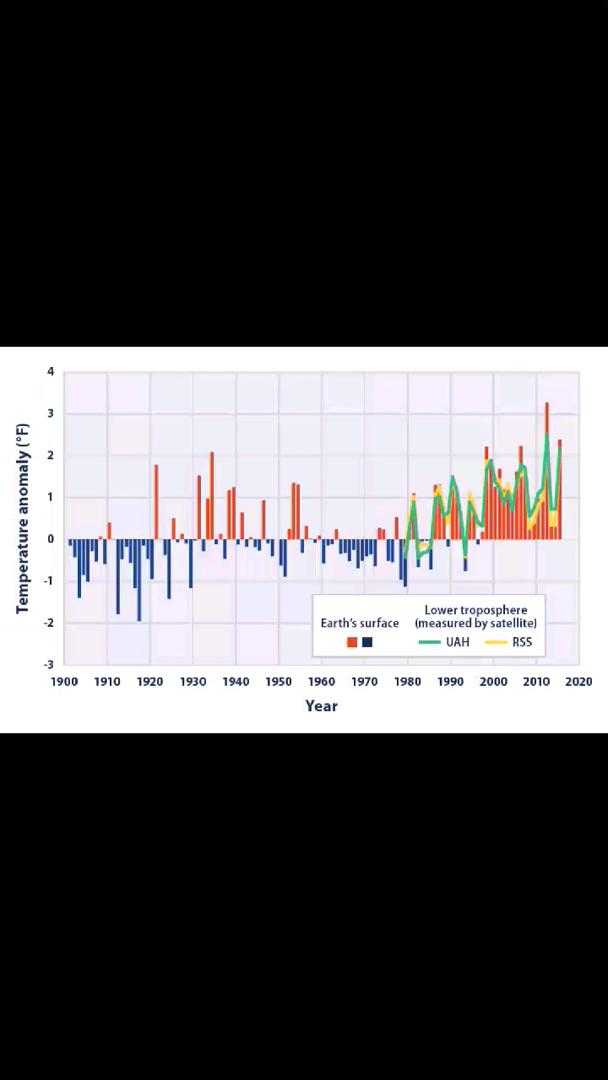 4
3
2
1
0
-1
-2
-3
Temperature anomaly (°F)
Earth's surface
Lower troposphere
(measured by satellite)
UAH
RSS
1900 1910 1920 1930 1940 1950 1960 1970 1980 1990 2000 2010 2020
Year